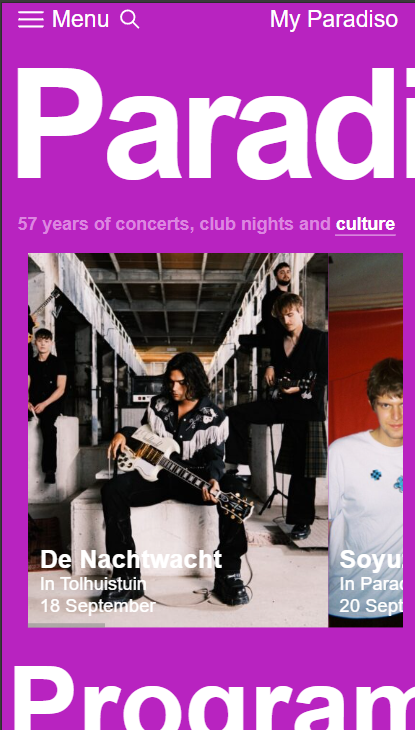 Menu My Paradiso
Paradi
57 years of concerts, club nights and culture
De Nachtwacht
In Tolhuistuin
18 September
Soyu
In Parad
20 Sept
Program